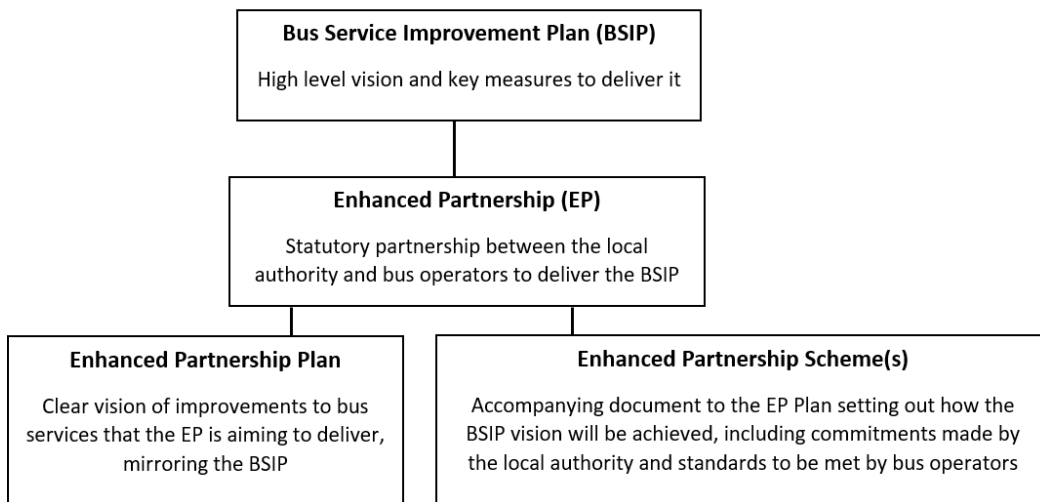 Bus Service Improvement Plan (BSIP)
High level vision and key measures to deliver it
Enhanced Partnership (EP)
Statutory partnership between the local
authority and bus operators to deliver the BSIP
Enhanced Partnership Plan
Clear vision of improvements to bus
services that the EP is aiming to deliver,
mirroring the BSIP
Enhanced Partnership Scheme(s)
Accompanying document to the EP Plan setting out how the
BSIP vision will be achieved, including commitments made by
the local authority and standards to be met by bus operators